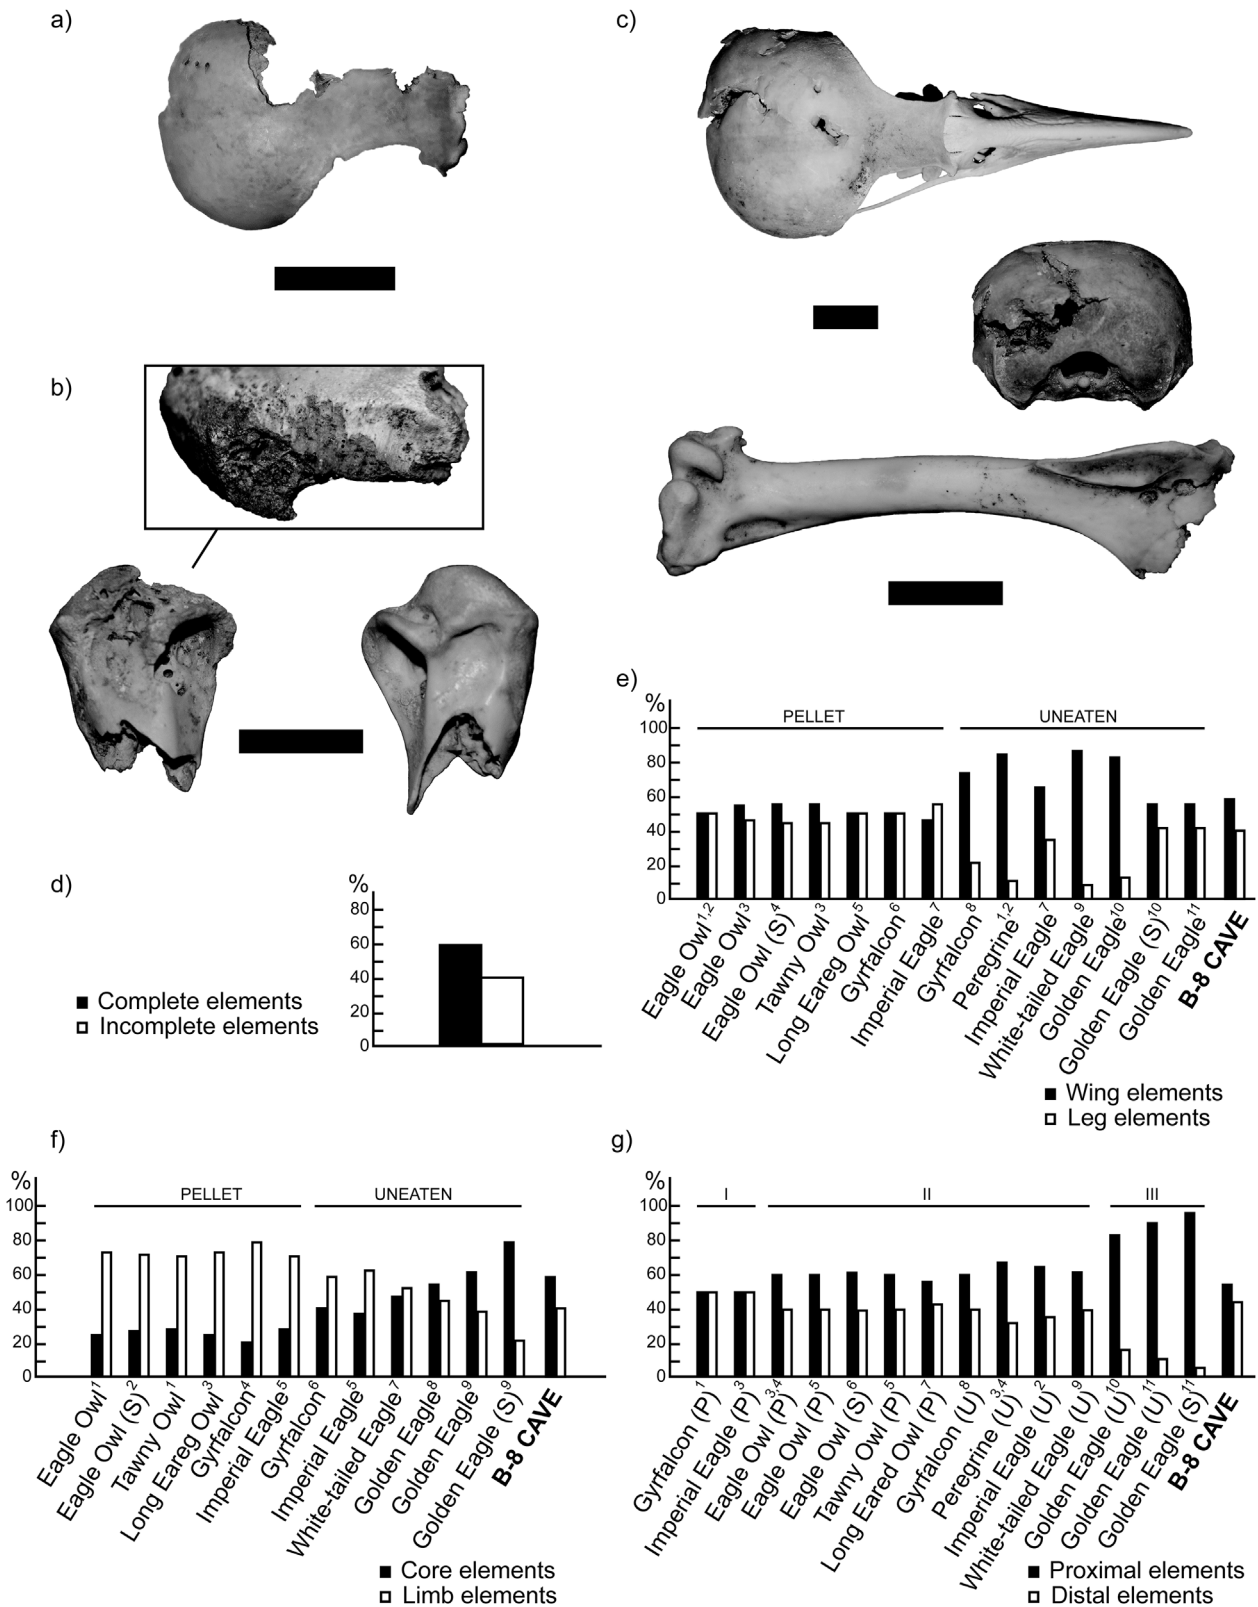 a)
c)
b)
d)
%
80
60
40
20
0
Complete elements
Incomplete elements
e)
%
100
80
60
40
20
0
PELLET
UNEATEN
Eagle Owl1,2
Eagle Owl3
Eagle Owl (S)4
Tawny Owl3
Long Eareg Owl5
Gyrfalcon6
Imperial Eagle7
Gyrfalcon8
Peregrine1,2
Imperial Eagle7
White-tailed Eagle9
Golden Eagle10
Golden Eagle (S)10
Golden Eagle11
B-8 CAVE
Wing elements
Leg elements
f)
%
100
80
60
40
20
0
PELLET
UNEATEN
Eagle Owl1
Eagle Owl (S)2
Tawny Owl1
Long Eareg Owl3
Gyrfalcon4
Imperial Eagle5
Gyrfalcon6
Imperial Eagle5
White-tailed Eagle7
Golden Eagle8
Golden Eagle9
Golden Eagle (S)9
B-8 CAVE
Core elements
Limb elements
g)
%
100
80
60
40
20
0
I
II
III
Gyrfalcon (P)1
Imperial Eagle (P)3
Eagle Owl (P)3,4
Eagle Owl (P)5
Eagle Owl (S)6
Tawny Owl (P)5
Long Eared Owl (P)7
Gyrfalcon (U)8
Peregrine (U)3,4
Imperial Eagle (U)2
White-tailed Eagle (U)9
Golden Eagle (U)10
Golden Eagle (U)11
Golden Eagle (S)11
B-8 CAVE
Proximal elements
Distal elements